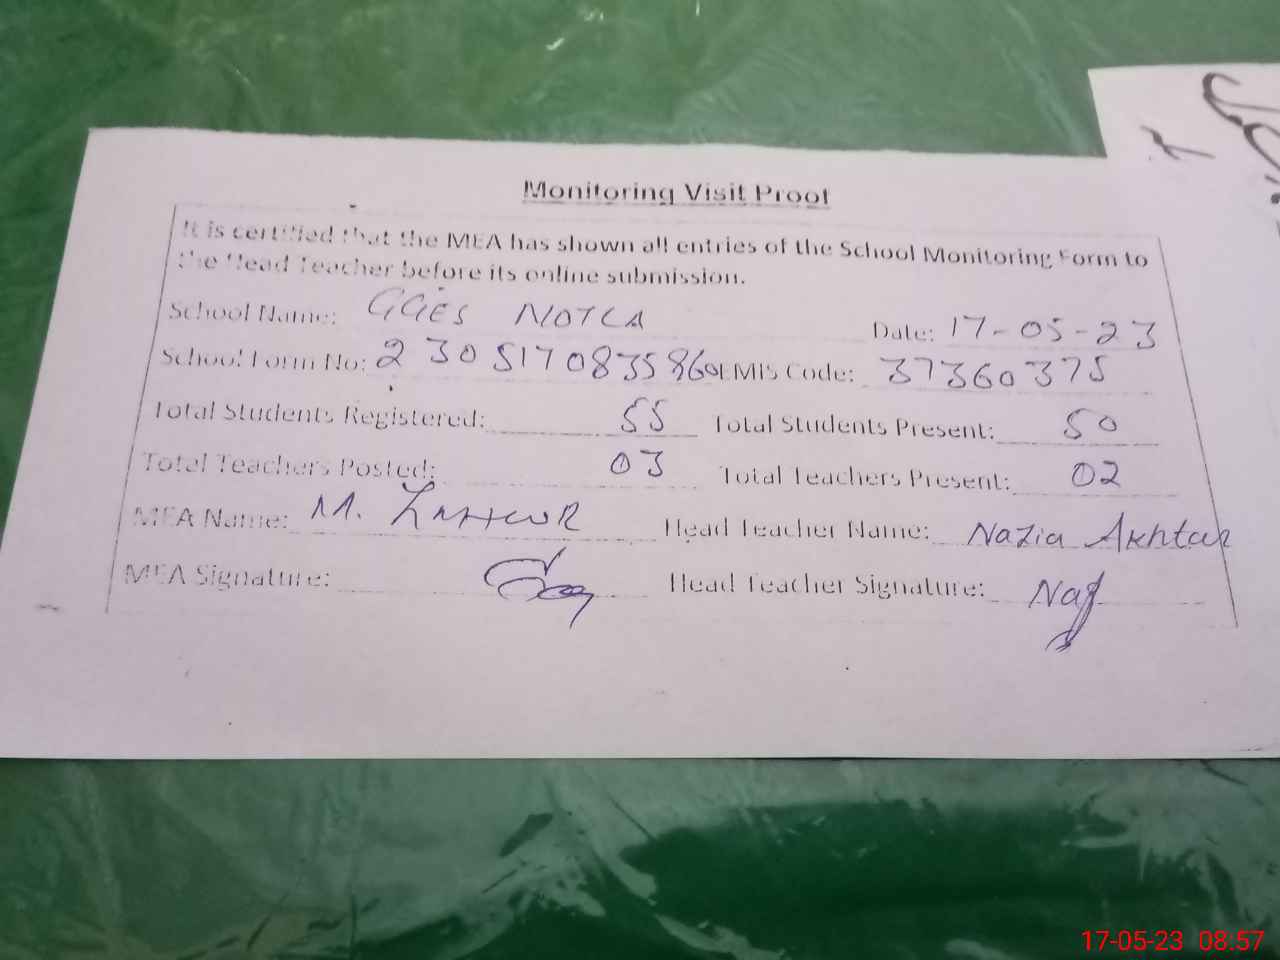 Monitoring Visit Proof
It is certified that the MEA has shown all entries of the School Monitoring Form to
the Head Teacher before its online submission.
School Name: GGES NOTLA Date: 17-05-23
School Form No: 2305170835860 EMIS Code: 37360375
Total Students Registered: 55 Total Students Present: 50
Total Teachers Posted: 03 Total Teachers Present: 02
MEA Name: M. ZAHUR Head Teacher Name: Nazia Akhtar
MEA Signature: Head Teacher Signature: Naz
17-05-23 08:57